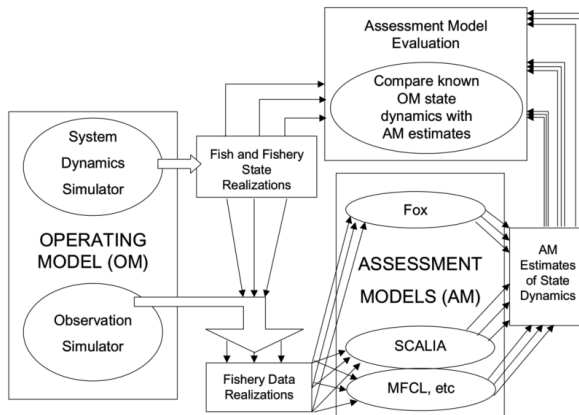 Assessment Model
Evaluation
Compare known
OM state
dynamics with
AM estimates
System
Dynamics
Simulator
Fish and Fishery
State
Realizations
OPERATING
MODEL (OM)
Observation
Simulator
Fishery Data
Realizations
Fox
ASSESSMENT
MODELS (AM)
SCALIA
MFCL, etc
AM
Estimates
of State
Dynamics